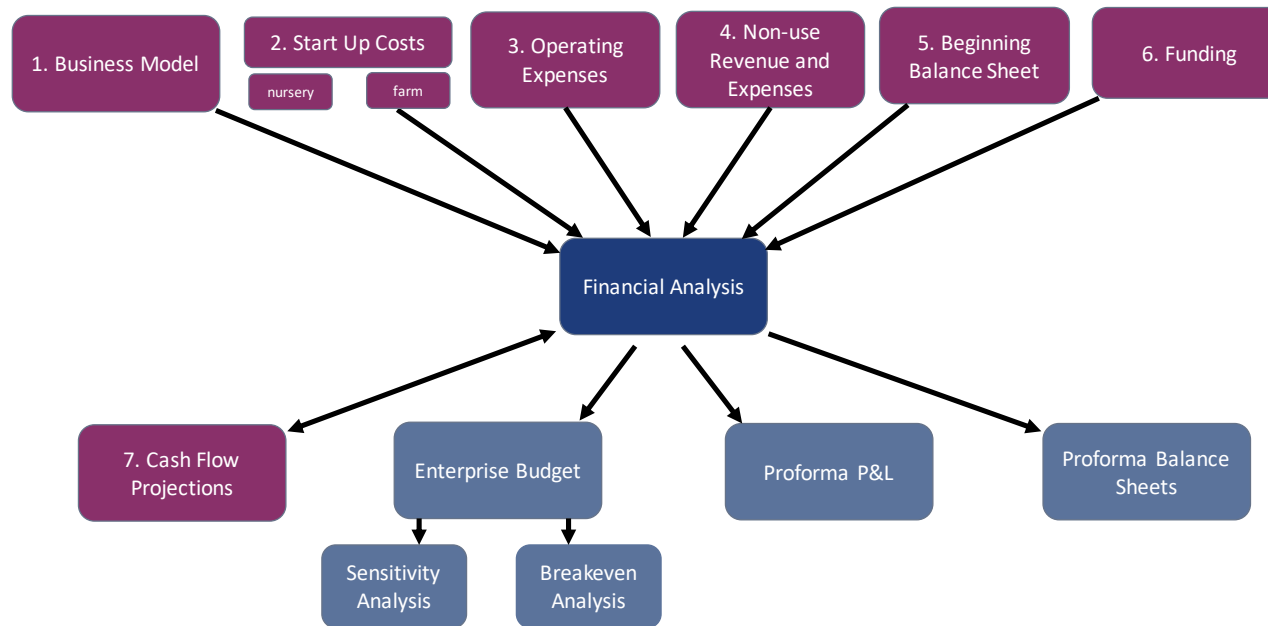 1. Business Model
2. Start Up Costs
nursery
farm
3. Operating
Expenses
4. Non-use
Revenue and
Expenses
5. Beginning
Balance Sheet
6. Funding
Financial Analysis
7. Cash Flow
Projections
Enterprise Budget
Proforma P&L
Proforma Balance
Sheets
Sensitivity
Analysis
Breakeven
Analysis